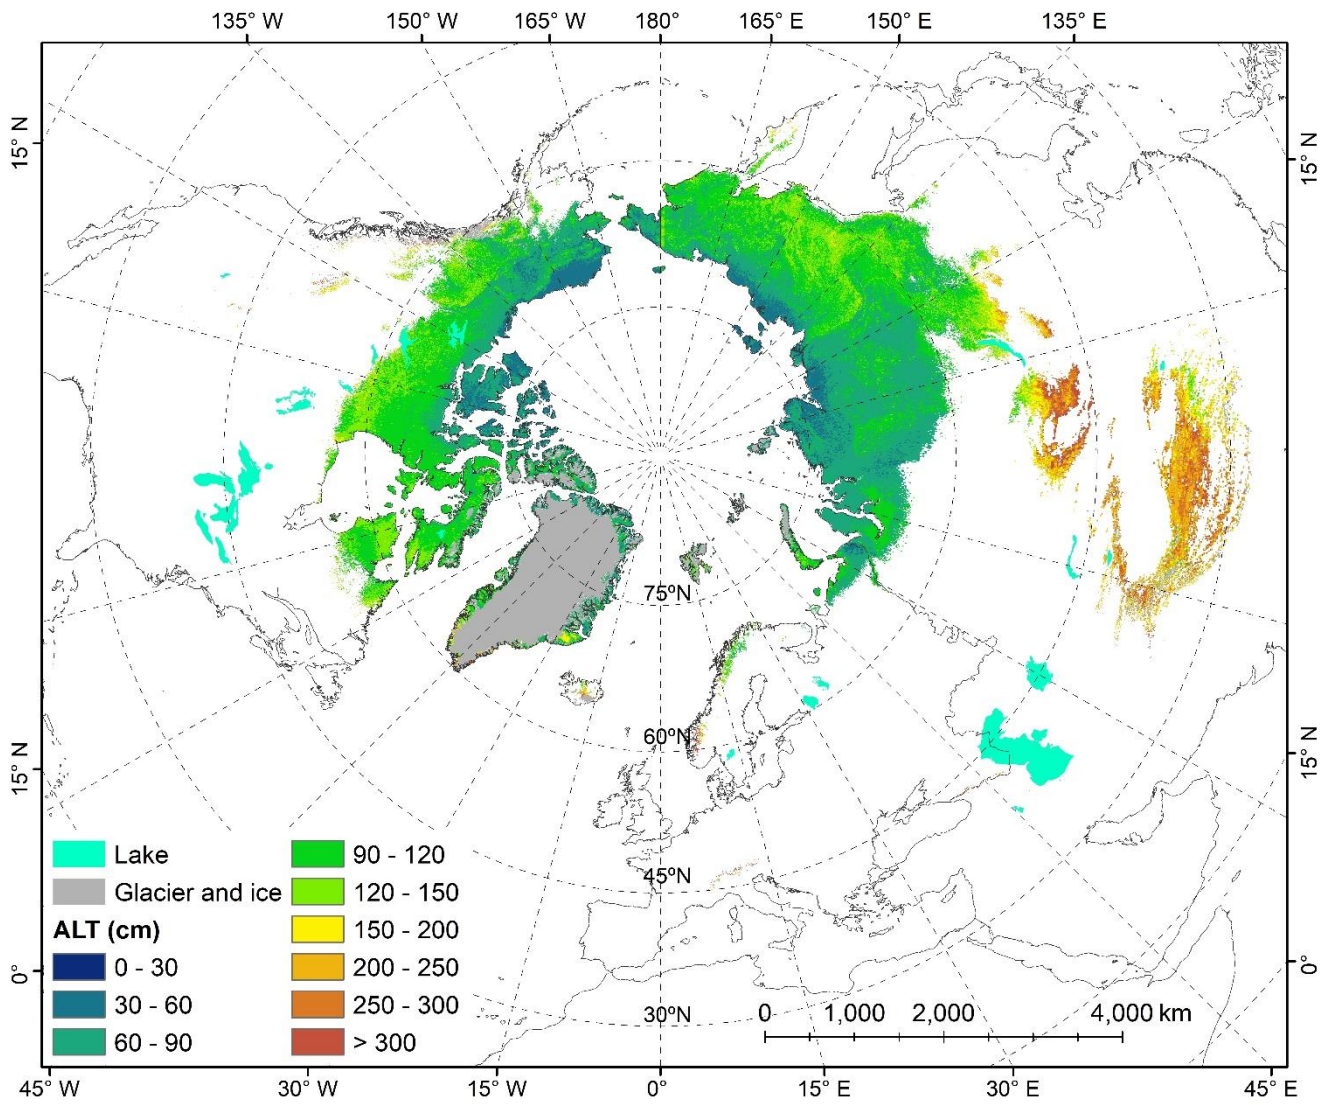 135° W 150° W 165° W 180° 165° E 150° E 135° E
15° N
15° N
75°N
60°N
15° N
15° N
45°N
30°N
0°
0°
Lake
Glacier and ice
ALT (cm)
0 - 30
30 - 60
60 - 90
90 - 120
120 - 150
150 - 200
200 - 250
250 - 300
> 300
0 1,000 2,000 4,000 km
45° W 30° W 15° W 0° 15° E 30° E 45° E